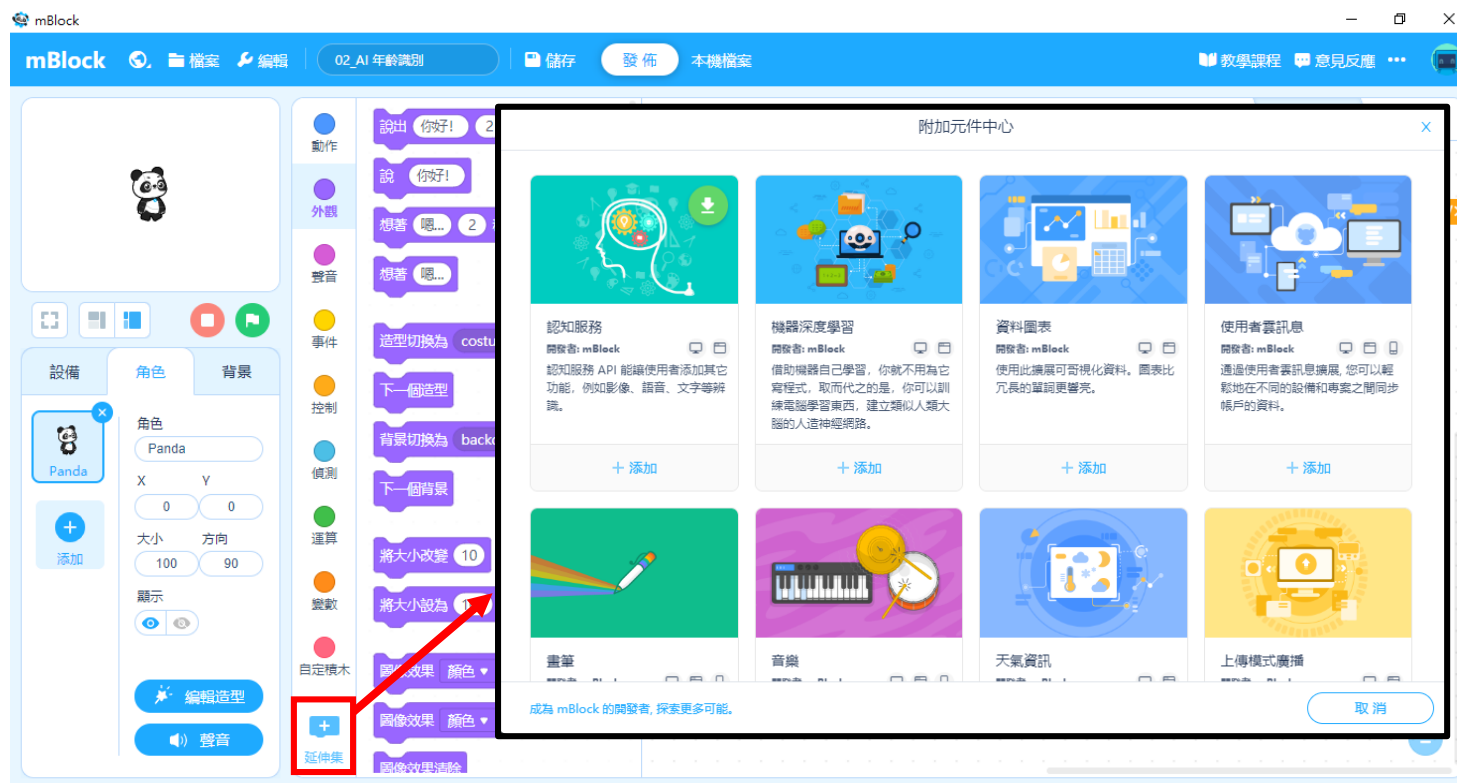 mBlock
mBlock
檔案
編輯
02_AI 年齡識別
儲存
發佈
本機檔案
教學課程
意見反應
設備
角色
背景
Panda
添加
角色
Panda
X
Y
0
0
大小
方向
100
90
顯示
編輯造型
聲音
動作
外觀
聲音
事件
控制
偵測
運算
變數
自定積木
延伸集
說出 你好! 2
說 你好!
想著 嗯... 2
想著 嗯...
造型切換為 costu
下一個造型
背景切換為 backd
下一個背景
將大小改變 10
將大小設為
圖像效果 顏色
圖像效果 顏色
圖像效果清除
附加元件中心
認知服務
開發者: mBlock
認知服務 API 能讓使用者添加其它
功能，例如影像、語音、文字等辨
識。
+ 添加
機器深度學習
開發者: mBlock
借助機器自己學習，你就不用為它
寫程式，取而代之的是，你可以訓
練電腦學習東西，建立類似人類大
腦的人造神經網路。
+ 添加
資料圖表
開發者: mBlock
使用此擴展可哥視化資料。圖表比
冗長的單詞更響亮。
+ 添加
使用者雲訊息
開發者: mBlock
通過使用者雲訊息擴展, 您可以輕
鬆地在不同的設備和專案之間同步
帳戶的資料。
+ 添加
畫筆
音樂
天氣資訊
上傳模式廣播
成為 mBlock 的開發者, 探索更多可能。
取消